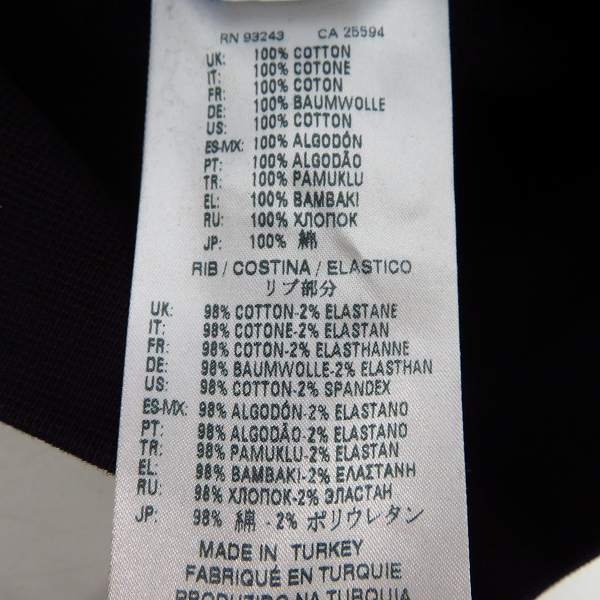 RN 93243 CA 25594
UK: 100% COTTON
IT: 100% COTONE
FR: 100% COTON
DE: 100% BAUMWOLLE
US: 100% COTTON
ES-MX: 100% ALGODÓN
PT: 100% ALGODÃO
TR: 100% PAMUKLU
EL: 100% BAMBAKI
RU: 100% ХЛОПОК
JP: 100% 綿
RIB / COSTINA / ELASTICO
リブ部分
UK: 98% COTTON-2% ELASTANE
IT: 98% COTONE-2% ELASTAN
FR: 98% COTON-2% ELASTHANNE
DE: 98% BAUMWOLLE-2% ELASTHAN
US: 98% COTTON-2% SPANDEX
ES-MX: 98% ALGODÓN-2% ELASTANO
PT: 98% ALGODÃO-2% ELASTANO
TR: 98% PAMUKLU-2% ELASTAN
EL: 98% BAMBAKI-2% ΕΛΑΣΤΑΝΗ
RU: 98% ХЛОПОК-2% ЭЛАСТАН
JP: 98% 綿 - 2% ポリウレタン
MADE IN TURKEY
FABRIQUÉ EN TURQUIE
PRODUZIDO NA TURQUIA